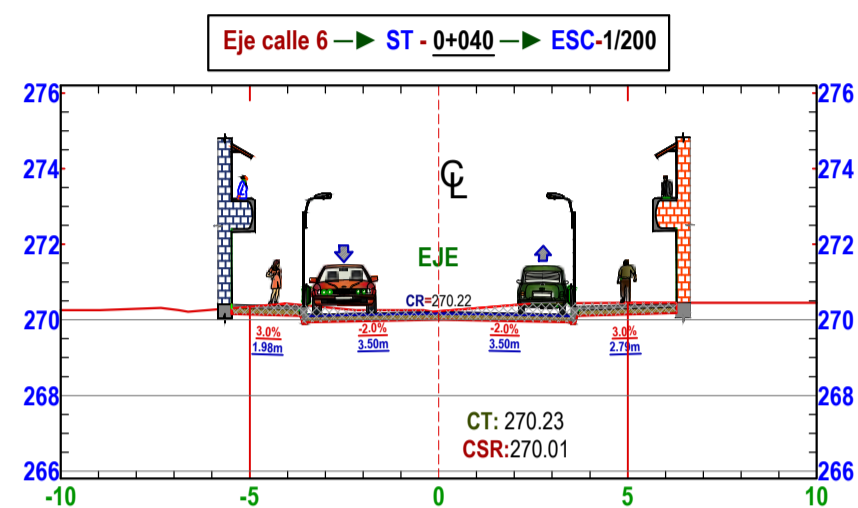 Eje calle 6 ST - 0+040 ESC-1/200
276 276
274 274
CL
272 272
EJE
CR=270.22
270 270
3.0% -2.0% -2.0% 3.0%
1.98m 3.50m 3.50m 2.79m
268 268
CT: 270.23
CSR:270.01
266 266
-10 -5 0 5 10